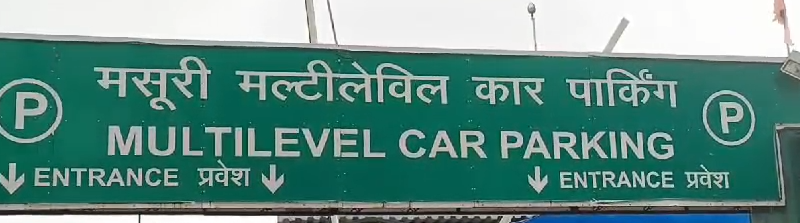 P मसूरी मल्टीलेविल कार पार्किंग P
MULTILEVEL CAR PARKING
↓ ENTRANCE प्रवेश ↓ ↓ ENTRANCE प्रवेश